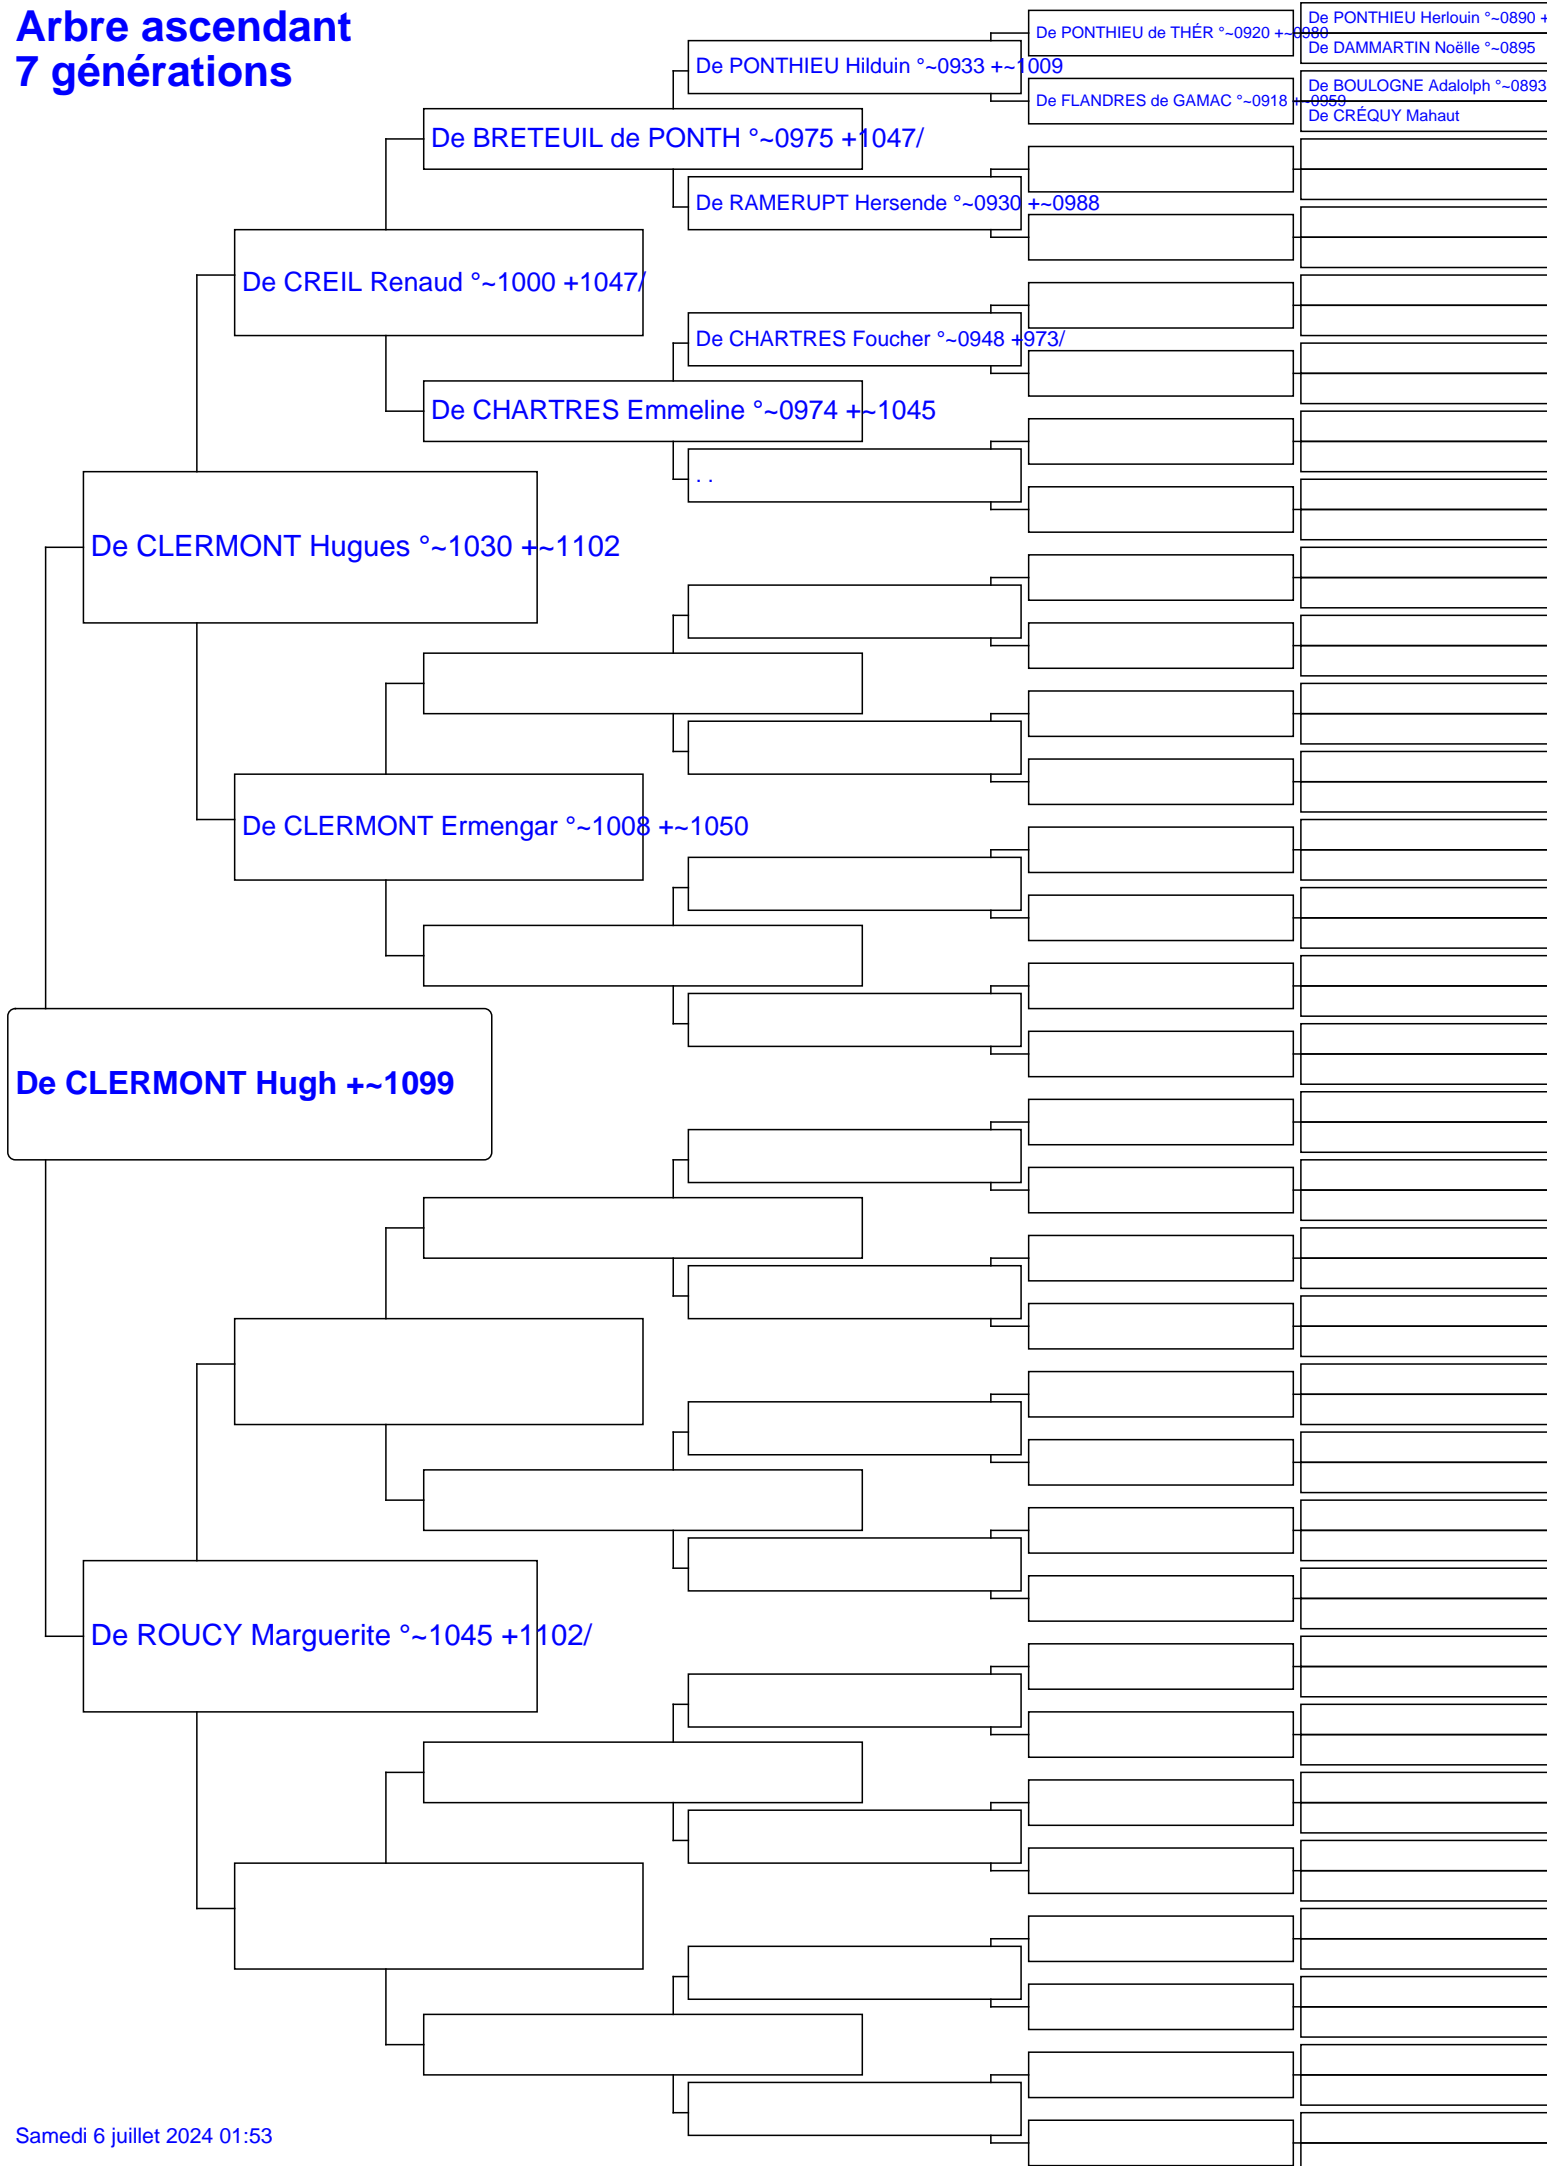 Arbre ascendant
7 générations
De PONTHIEU de THÉR °~0920 +~0980
De PONTHIEU Herlouin °~0890 +
De DAMMARTIN Noëlle °~0895
De PONTHIEU Hilduin °~0933 +~1009
De FLANDRES de GAMAC °~0918 +~0959
De BOULOGNE Adalolph °~0893
De CRÉQUY Mahaut
De BRETEUIL de PONTH °~0975 +1047/
De RAMERUPT Hersende °~0930 +~0988
De CREIL Renaud °~1000 +1047/
De CHARTRES Foucher °~0948 +973/
De CHARTRES Emmeline °~0974 +~1045
. .
De CLERMONT Hugues °~1030 +~1102
De CLERMONT Ermengar °~1008 +~1050
De CLERMONT Hugh +~1099
De ROUCY Marguerite °~1045 +1102/
Samedi 6 juillet 2024 01:53